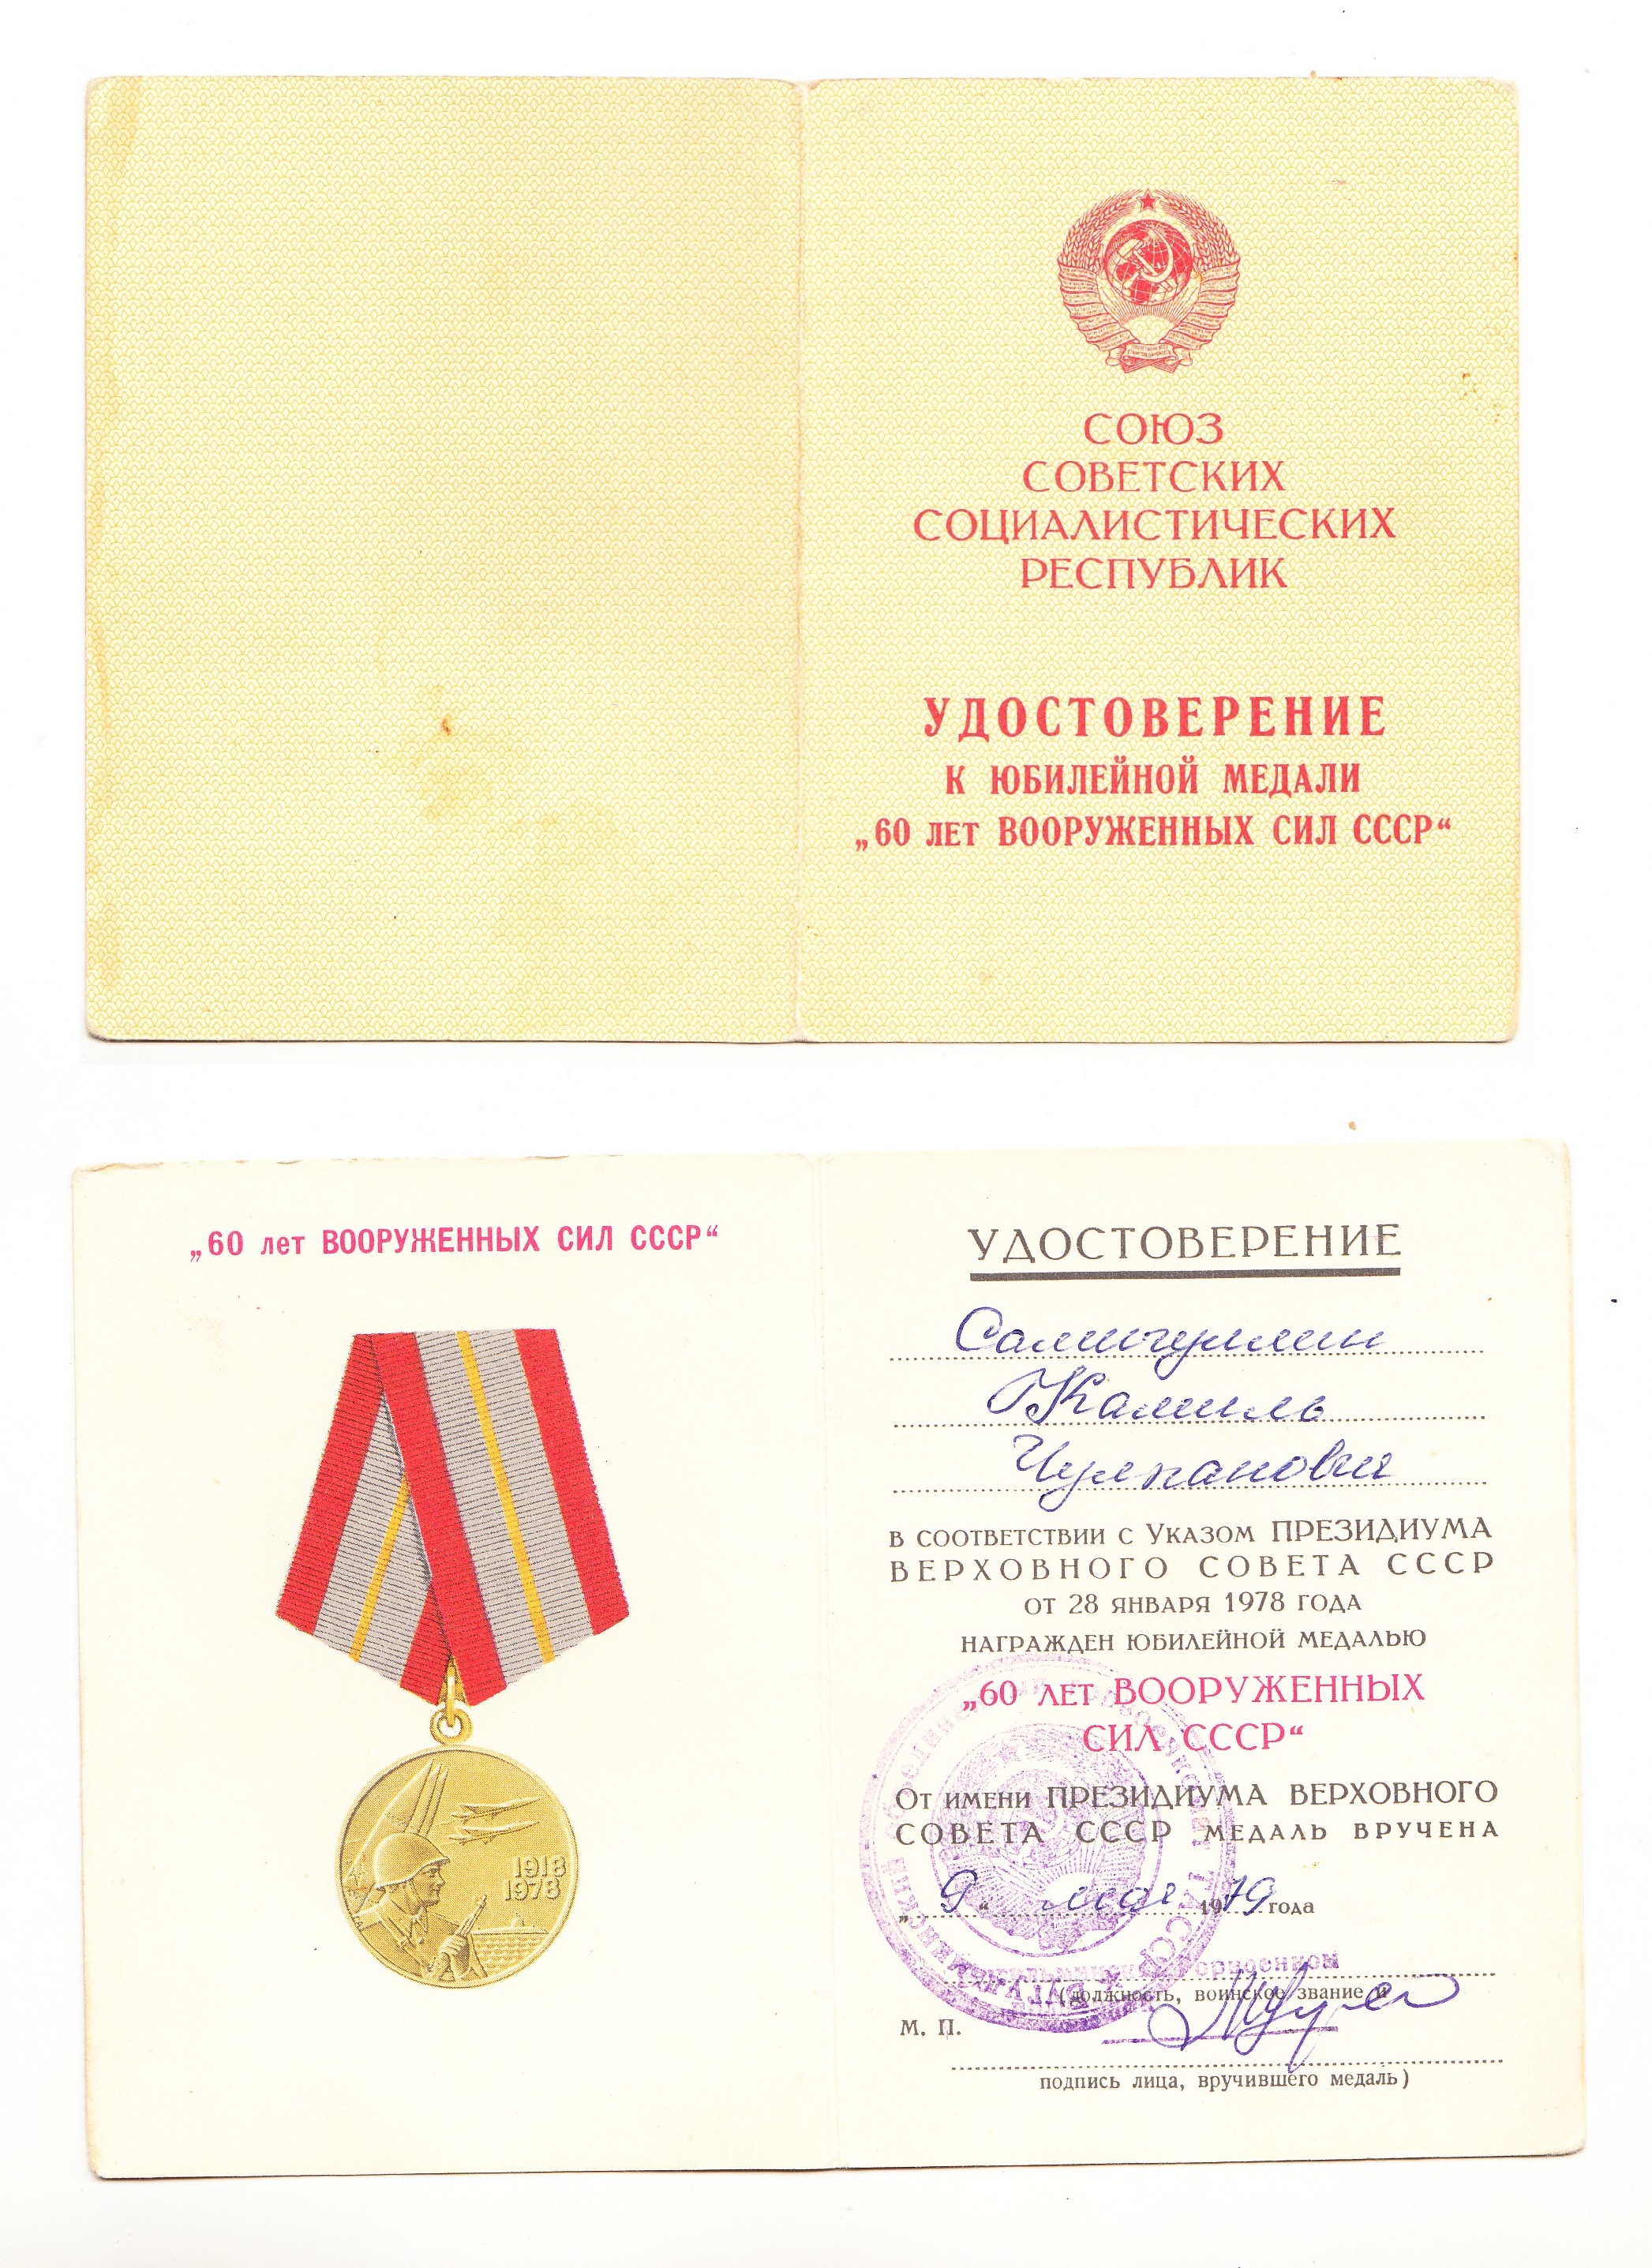 СОЮЗ
СОВЕТСКИХ
СОЦИАЛИСТИЧЕСКИХ
РЕСПУБЛИК
УДОСТОВЕРЕНИЕ
К ЮБИЛЕЙНОЙ МЕДАЛИ
„60 лет ВООРУЖЕННЫХ СИЛ СССР“
„60 лет ВООРУЖЕННЫХ СИЛ СССР“
1918
1978
УДОСТОВЕРЕНИЕ
Салигуллин
Камиль
Чулпанович
в соответствии с Указом ПРЕЗИДИУМА
ВЕРХОВНОГО СОВЕТА СССР
от 28 января 1978 года
награжден юбилейной медалью
„60 лет ВООРУЖЕННЫХ
СИЛ СССР“
От имени ПРЕЗИДИУМА ВЕРХОВНОГО
СОВЕТА СССР медаль вручена
„9“ мая 1979 года
(должность, воинское звание и
М. П.
подпись лица, вручившего медаль)